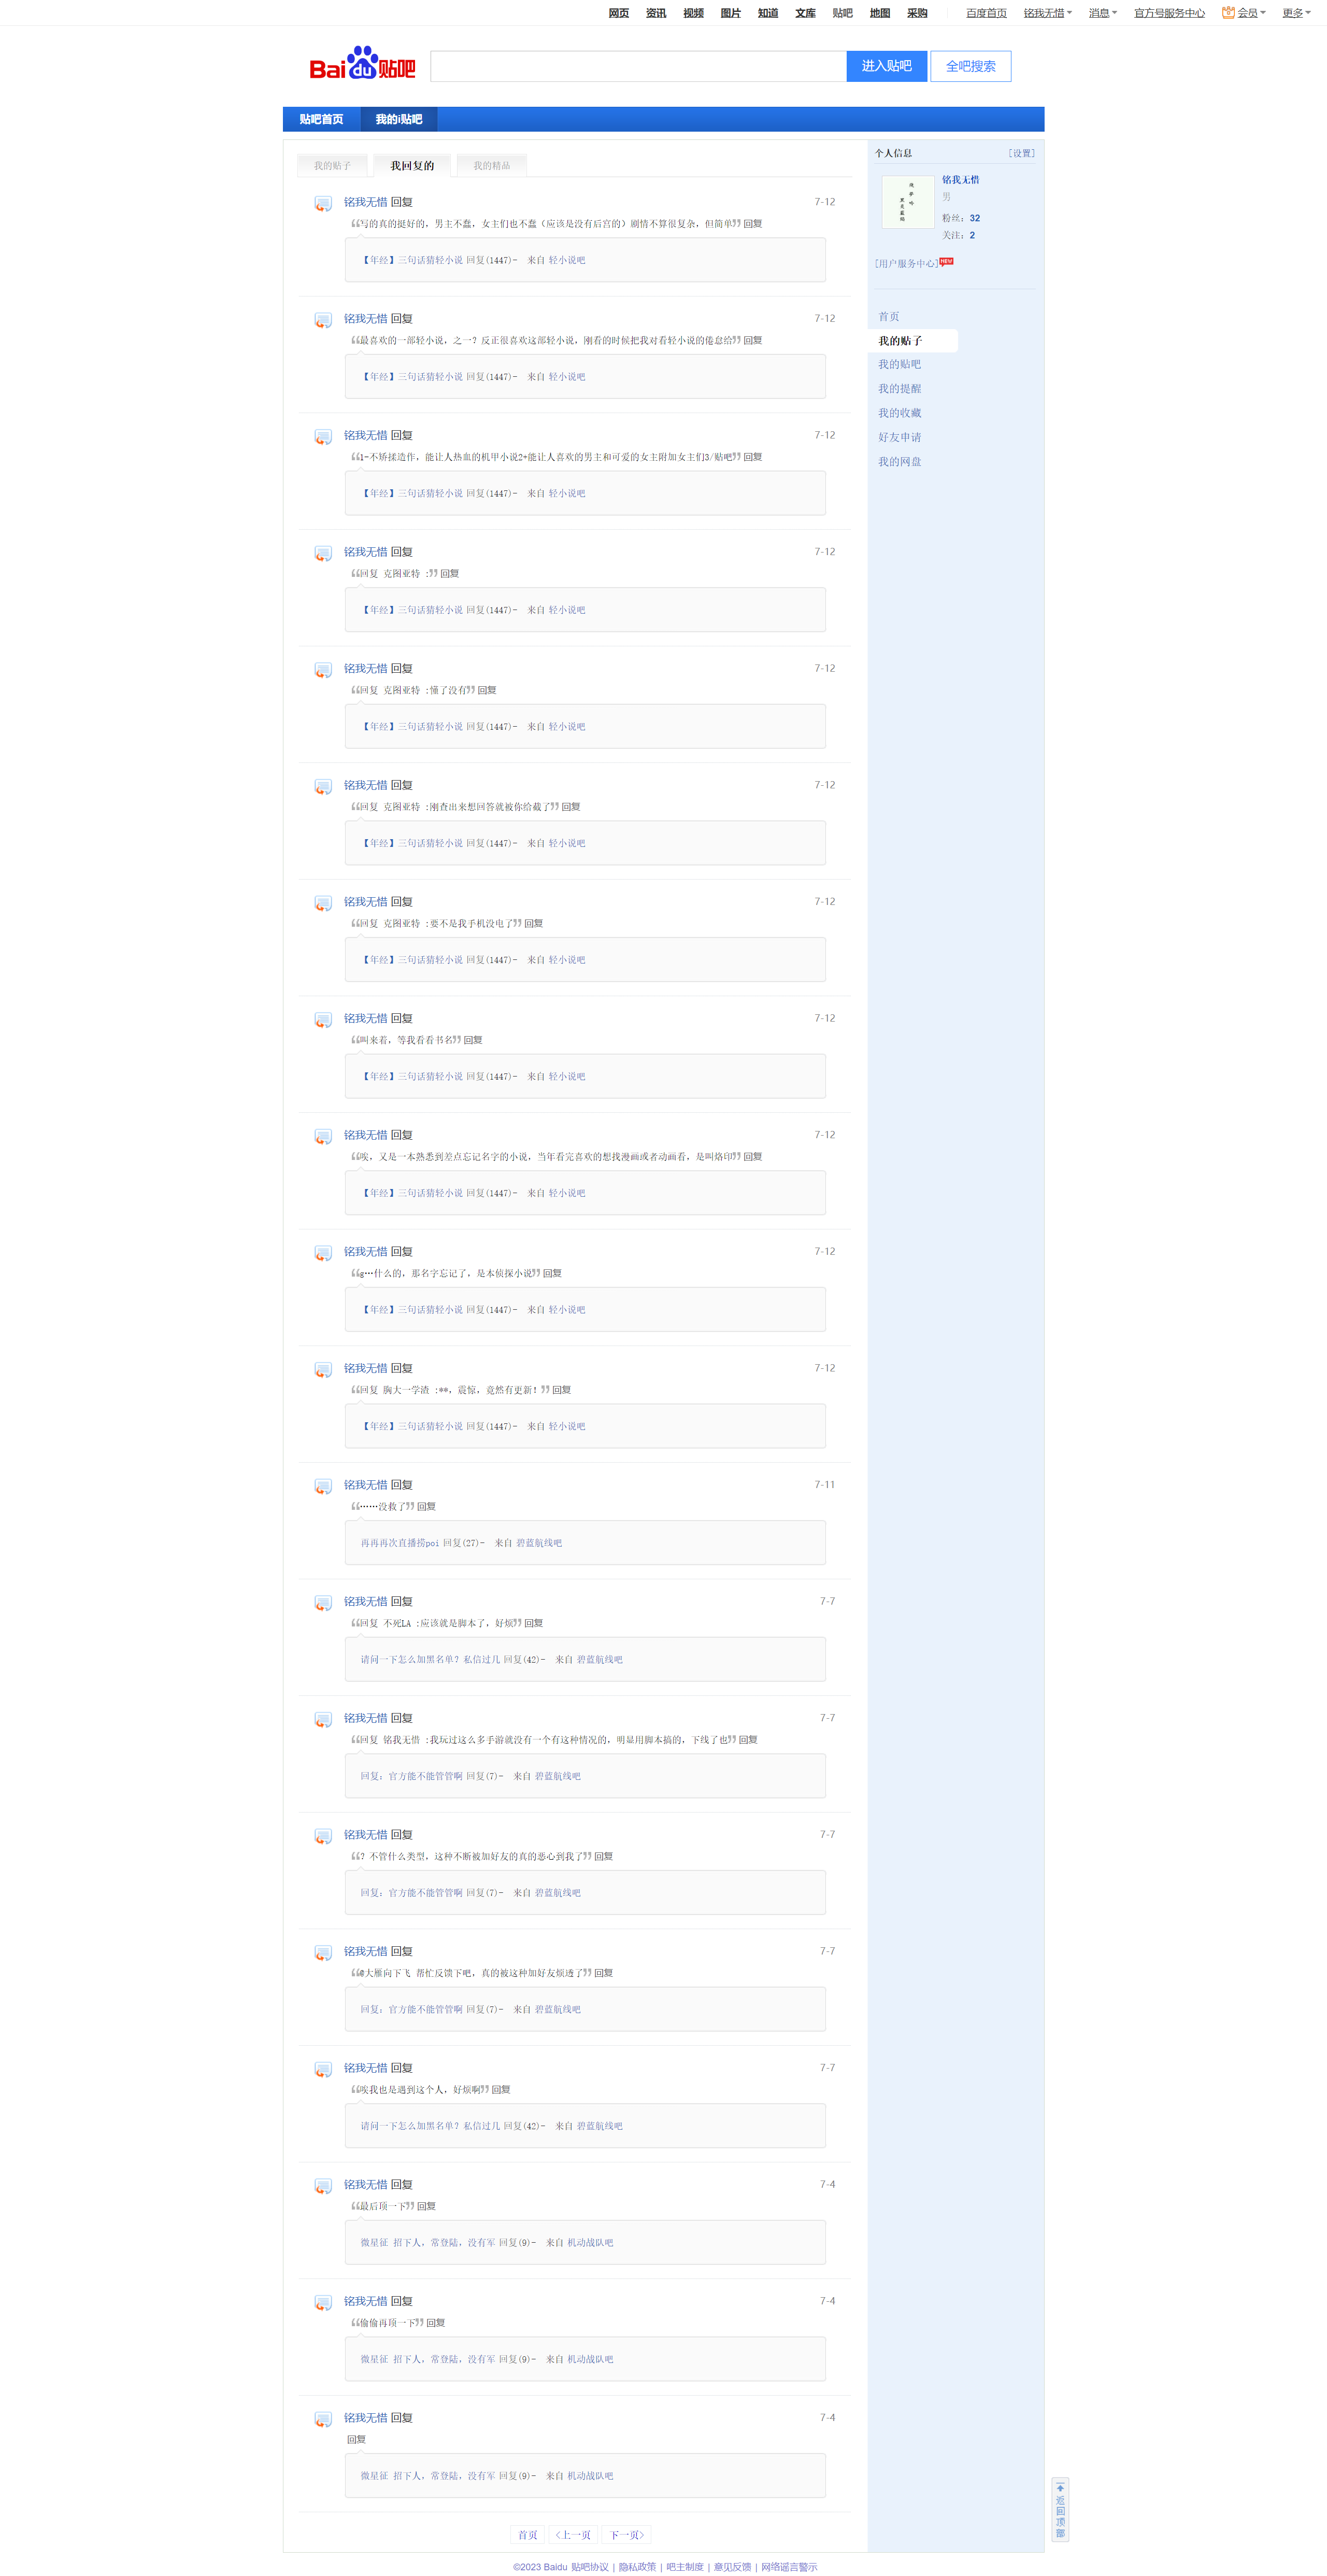 网页 资讯 视频 图片 知道 文库 贴吧 地图 采购 百度首页 铭我无惜 消息 官方号服务中心 会员 更多
Bai du 贴吧 进入贴吧 全吧搜索
贴吧首页 我的i贴吧
我的贴子 我回复的 我的精品
铭我无惜 回复 7-12
“写的真的挺好的，男主不蠢，女主们也不蠢（应该是没有后宫的）剧情不算很复杂，但简单” 回复
【年经】三句话猜轻小说 回复(1447)- 来自 轻小说吧
铭我无惜 回复 7-12
“最喜欢的一部轻小说，之一？反正很喜欢这部轻小说，刚看的时候把我对看轻小说的倦怠给” 回复
【年经】三句话猜轻小说 回复(1447)- 来自 轻小说吧
铭我无惜 回复 7-12
“1-不矫揉造作，能让人热血的机甲小说2+能让人喜欢的男主和可爱的女主附加女主们3/贴吧” 回复
【年经】三句话猜轻小说 回复(1447)- 来自 轻小说吧
铭我无惜 回复 7-12
“回复 克图亚特 :” 回复
【年经】三句话猜轻小说 回复(1447)- 来自 轻小说吧
铭我无惜 回复 7-12
“回复 克图亚特 :懂了没有” 回复
【年经】三句话猜轻小说 回复(1447)- 来自 轻小说吧
铭我无惜 回复 7-12
“回复 克图亚特 :刚查出来想回答就被你给截了” 回复
【年经】三句话猜轻小说 回复(1447)- 来自 轻小说吧
铭我无惜 回复 7-12
“回复 克图亚特 :要不是我手机没电了” 回复
【年经】三句话猜轻小说 回复(1447)- 来自 轻小说吧
铭我无惜 回复 7-12
“叫来着，等我看看书名” 回复
【年经】三句话猜轻小说 回复(1447)- 来自 轻小说吧
铭我无惜 回复 7-12
“唉，又是一本熟悉到差点忘记名字的小说，当年看完喜欢的想找漫画或者动画看，是叫烙印” 回复
【年经】三句话猜轻小说 回复(1447)- 来自 轻小说吧
铭我无惜 回复 7-12
“g…什么的，那名字忘记了，是本侦探小说” 回复
【年经】三句话猜轻小说 回复(1447)- 来自 轻小说吧
铭我无惜 回复 7-12
“回复 胸大一学渣 :**，震惊，竟然有更新！” 回复
【年经】三句话猜轻小说 回复(1447)- 来自 轻小说吧
铭我无惜 回复 7-11
“……没救了” 回复
再再再次直播捞poi 回复(27)- 来自 碧蓝航线吧
铭我无惜 回复 7-7
“回复 不死LA :应该就是脚本了，好烦” 回复
请问一下怎么加黑名单？私信过几 回复(42)- 来自 碧蓝航线吧
铭我无惜 回复 7-7
“回复 铭我无惜 :我玩过这么多手游就没有一个有这种情况的，明显用脚本搞的，下线了也” 回复
回复：官方能不能管管啊 回复(7)- 来自 碧蓝航线吧
铭我无惜 回复 7-7
“？不管什么类型，这种不断被加好友的真的恶心到我了” 回复
回复：官方能不能管管啊 回复(7)- 来自 碧蓝航线吧
铭我无惜 回复 7-7
“@大雁向下飞 帮忙反馈下吧，真的被这种加好友烦透了” 回复
回复：官方能不能管管啊 回复(7)- 来自 碧蓝航线吧
铭我无惜 回复 7-7
“唉我也是遇到这个人，好烦啊” 回复
请问一下怎么加黑名单？私信过几 回复(42)- 来自 碧蓝航线吧
铭我无惜 回复 7-4
“最后顶一下” 回复
微星征 招下人，常登陆，没有军 回复(9)- 来自 机动战队吧
铭我无惜 回复 7-4
“偷偷再顶一下” 回复
微星征 招下人，常登陆，没有军 回复(9)- 来自 机动战队吧
铭我无惜 回复 7-4
回复
微星征 招下人，常登陆，没有军 回复(9)- 来自 机动战队吧
首页 <上一页 下一页>
个人信息 [设置]
铭我无惜
男
粉丝：32
关注：2
[用户服务中心] NEW
首页
我的贴子
我的贴吧
我的提醒
我的收藏
好友申请
我的网盘
返回顶部
©2023 Baidu 贴吧协议 | 隐私政策 | 吧主制度 | 意见反馈 | 网络谣言警示